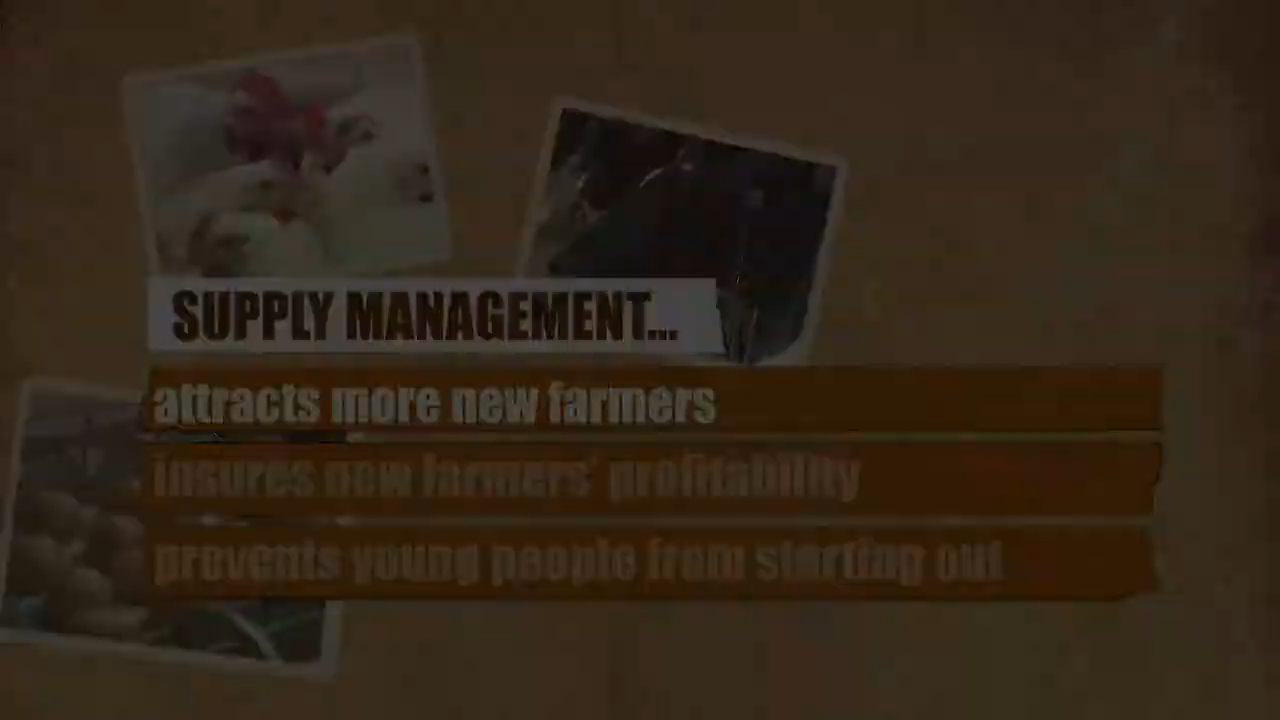 SUPPLY MANAGEMENT...
attracts more new farmers
insures new farmers' profitability
prevents young people from starting out